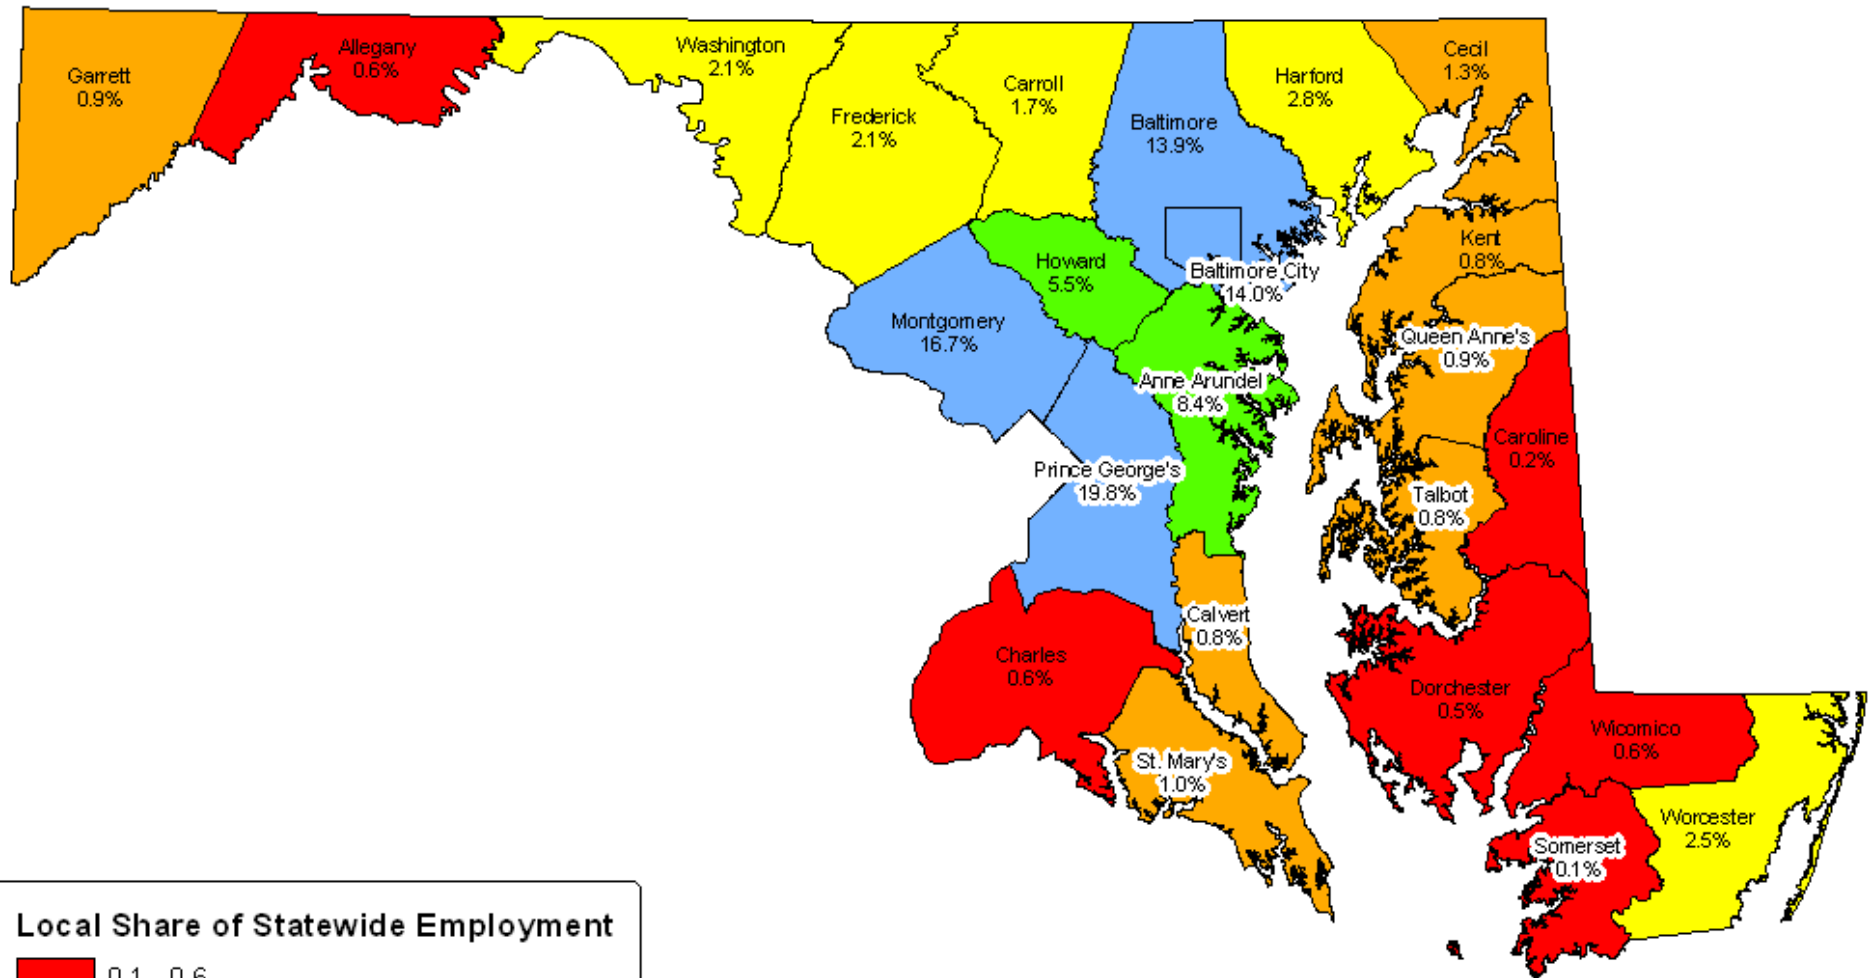 Garrett
0.9%
Allegany
0.6%
Washington
2.1%
Frederick
2.1%
Carroll
1.7%
Baltimore
13.9%
Harford
2.8%
Cecil
1.3%
Howard
5.5%
Baltimore City
14.0%
Kent
0.8%
Montgomery
16.7%
Queen Anne's
0.9%
Anne Arundel
8.4%
Caroline
0.2%
Prince George's
19.8%
Talbot
0.8%
Calvert
0.8%
Charles
0.6%
Dorchester
0.5%
Wicomico
0.6%
St. Mary's
1.0%
Worcester
2.5%
Somerset
0.1%
Local Share of Statewide Employment
0.1 - 0.6